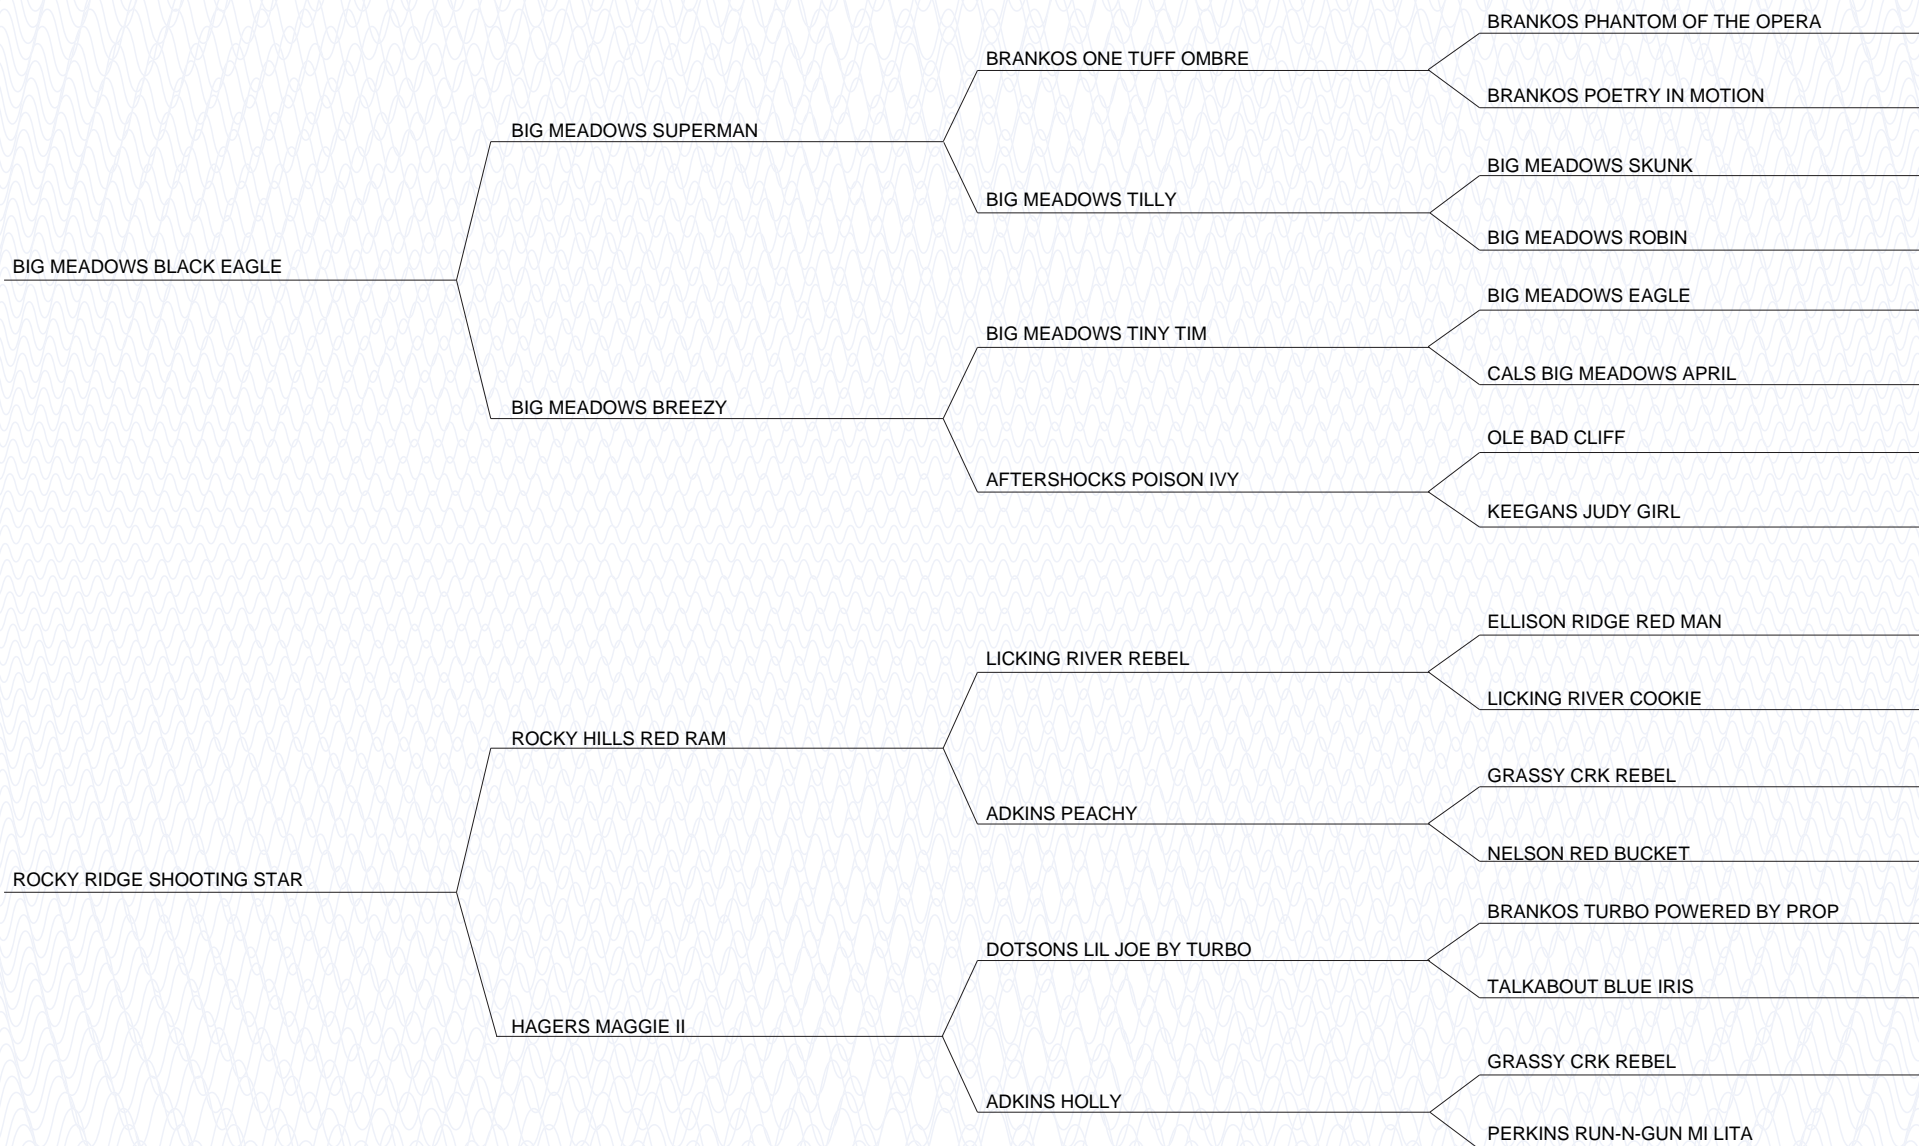 BRANKOS PHANTOM OF THE OPERA
BRANKOS ONE TUFF OMBRE
BRANKOS POETRY IN MOTION
BIG MEADOWS SUPERMAN
BIG MEADOWS SKUNK
BIG MEADOWS TILLY
BIG MEADOWS ROBIN
BIG MEADOWS BLACK EAGLE
BIG MEADOWS EAGLE
BIG MEADOWS TINY TIM
CALS BIG MEADOWS APRIL
BIG MEADOWS BREEZY
OLE BAD CLIFF
AFTERSHOCKS POISON IVY
KEEGANS JUDY GIRL
ELLISON RIDGE RED MAN
LICKING RIVER REBEL
LICKING RIVER COOKIE
ROCKY HILLS RED RAM
GRASSY CRK REBEL
ADKINS PEACHY
NELSON RED BUCKET
ROCKY RIDGE SHOOTING STAR
BRANKOS TURBO POWERED BY PROP
DOTSONS LIL JOE BY TURBO
TALKABOUT BLUE IRIS
HAGERS MAGGIE II
GRASSY CRK REBEL
ADKINS HOLLY
PERKINS RUN-N-GUN MI LITA